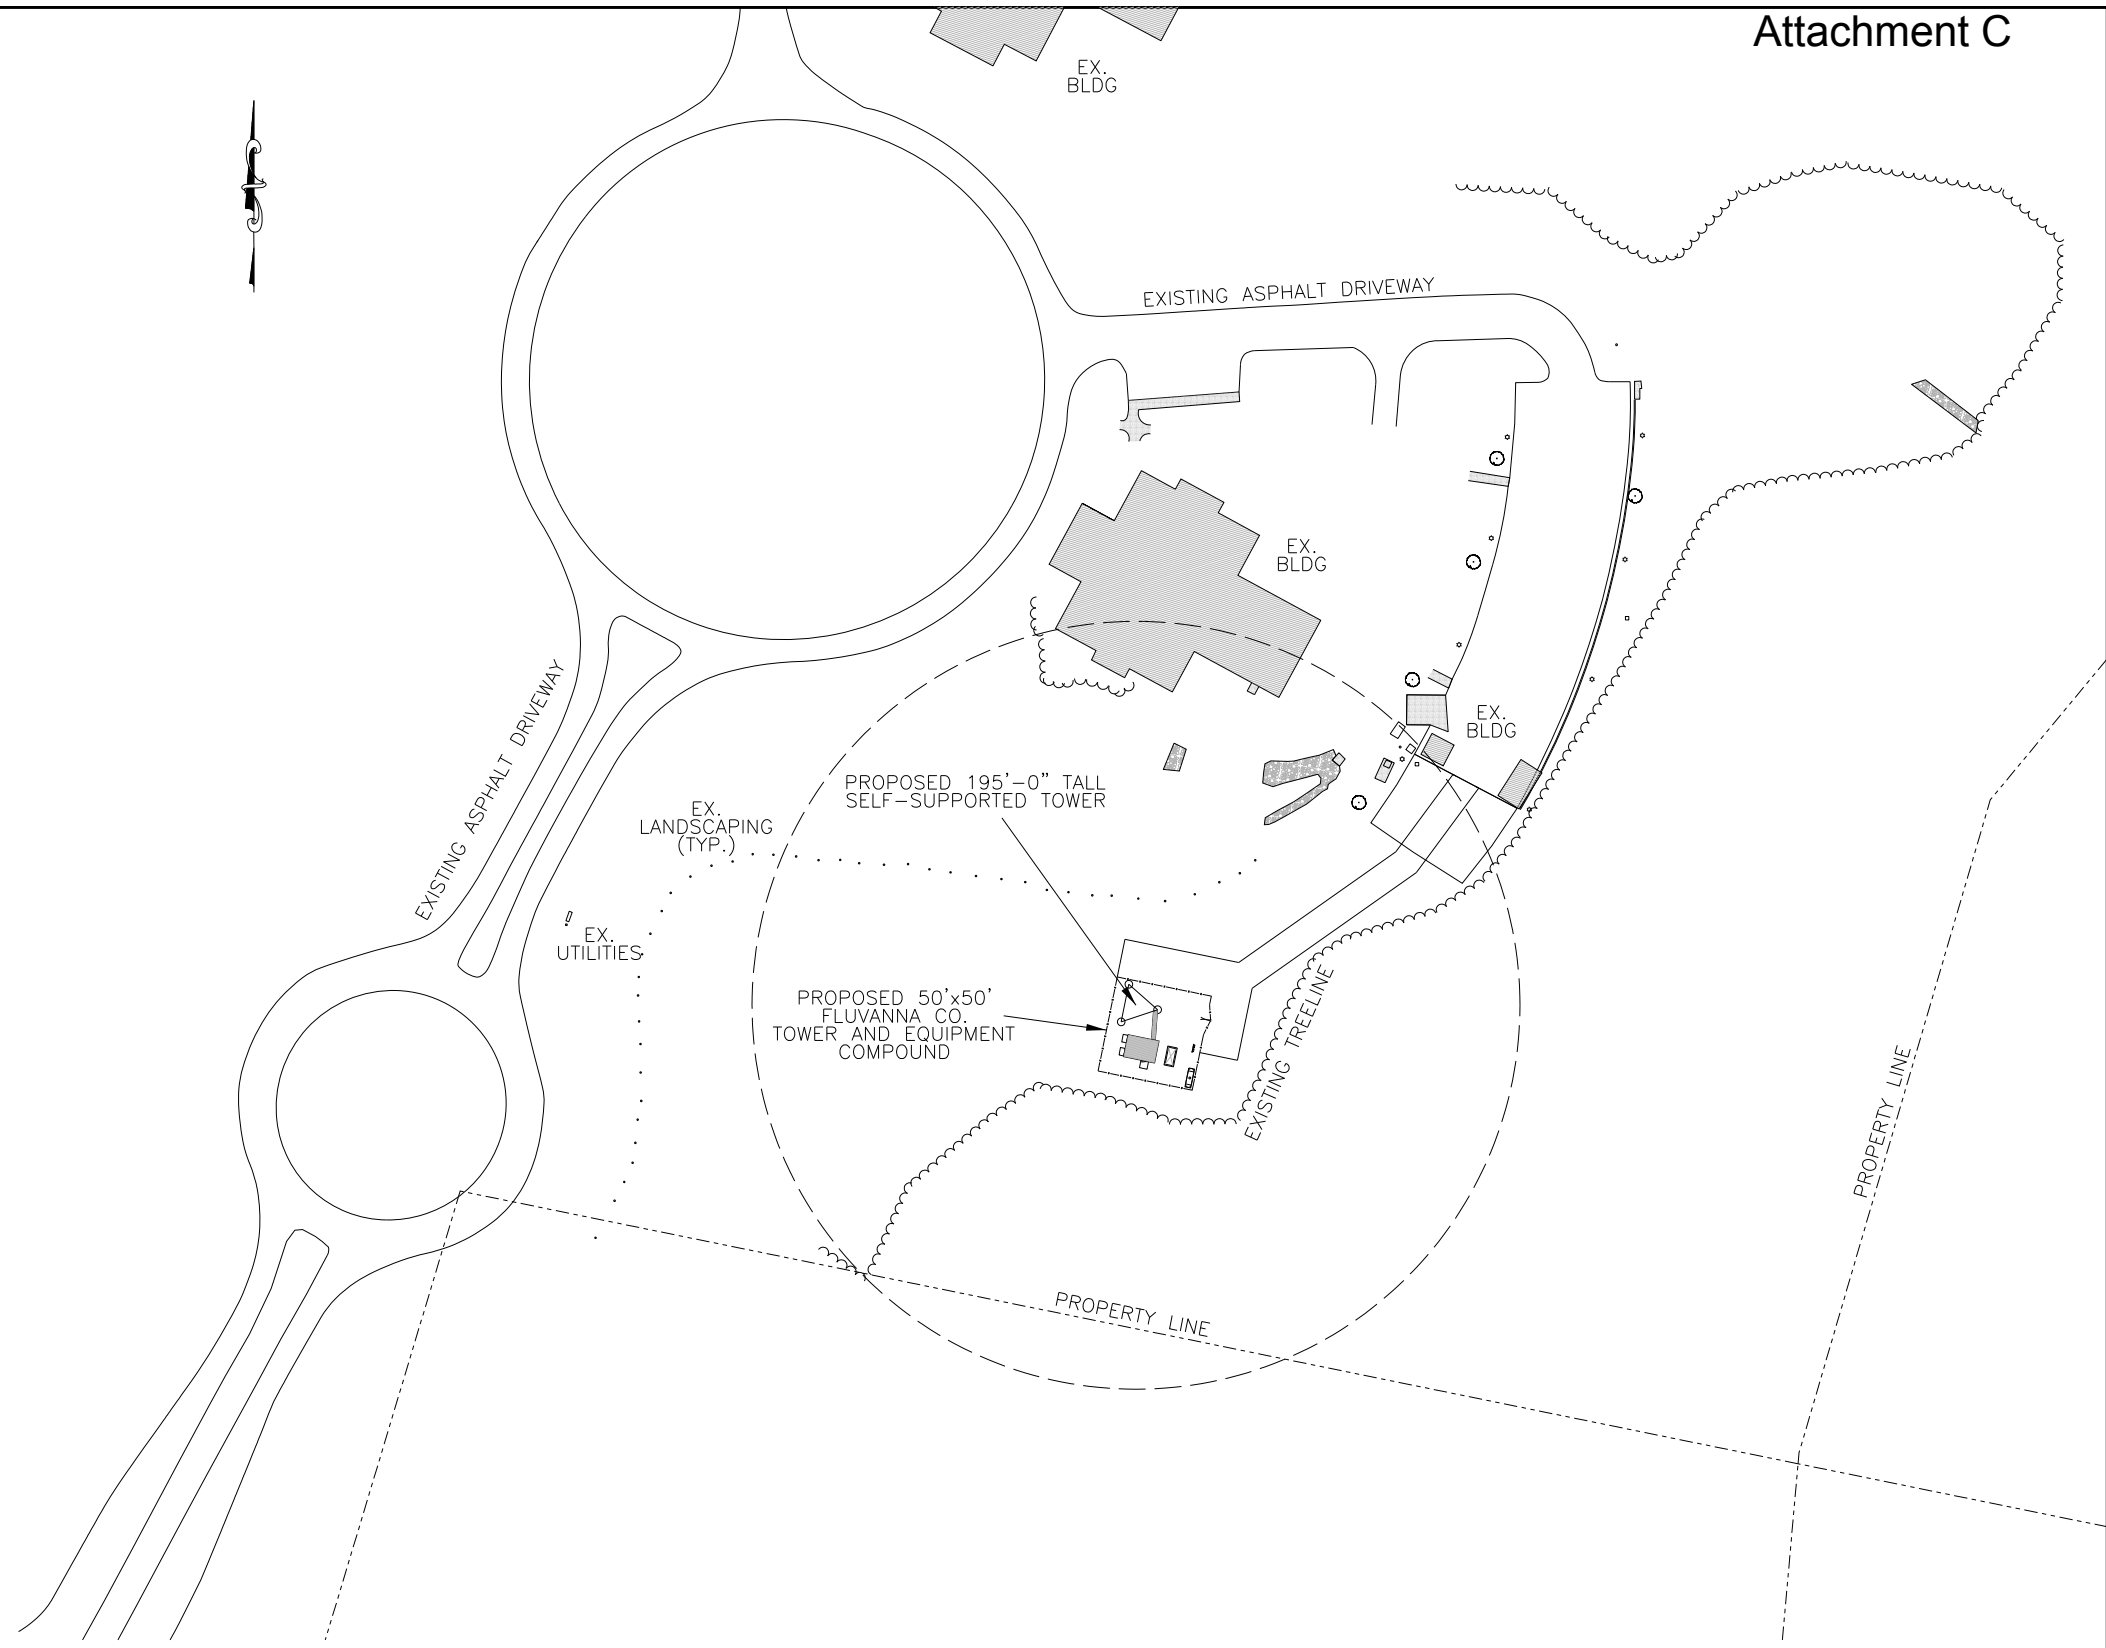 Attachment C
EX.
BLDG
EXISTING ASPHALT DRIVEWAY
EX.
BLDG
EXISTING ASPHALT DRIVEWAY
EX.
BLDG
PROPOSED 195'-0" TALL
SELF-SUPPORTED TOWER
EX.
LANDSCAPING
(TYP.)
EX.
UTILITIES
PROPOSED 50'x50'
FLUVANNA CO.
TOWER AND EQUIPMENT
COMPOUND
EXISTING TREELINE
PROPERTY LINE
PROPERTY LINE